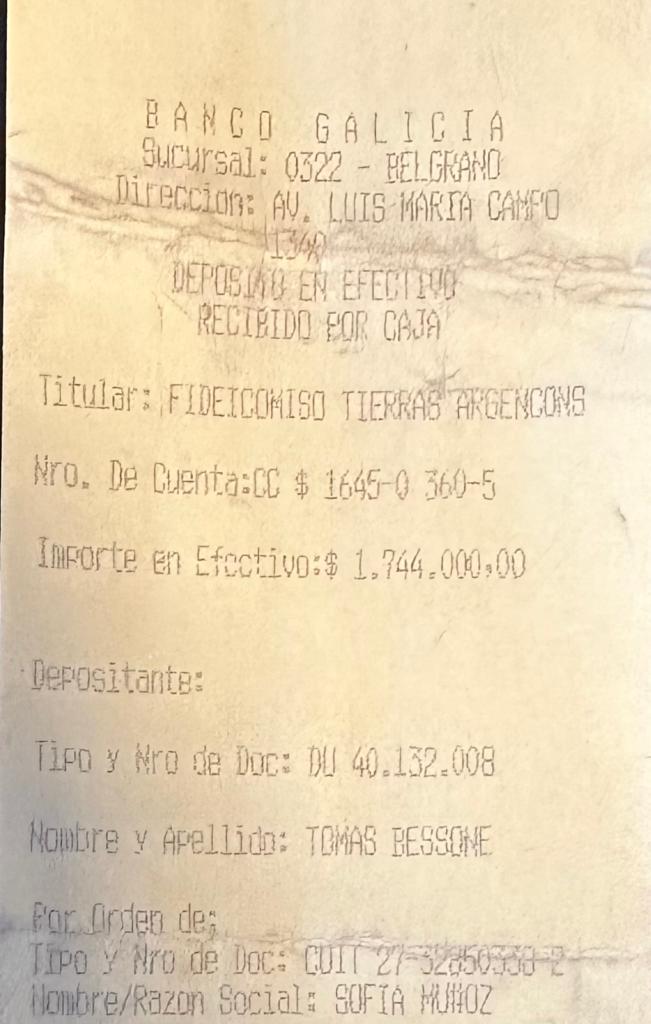 BANCO GALICIA
Sucursal: 0322 - BELGRANO
Direccion: AV. LUIS MARIA CAMPO
1340
DEPOSITO EN EFECTIVO
RECIBIDO POR CAJA
Titular: FIDEICOMISO TIERRAS ARGENCONS
Nro. De Cuenta:CC $ 1645-0 360-5
Importe en Efectivo:$ 1.744.000,00
Depositante:
Tipo y Nro de Doc: DU 40.132.008
Nombre y Apellido: TOMAS BESSONE
Por Orden de:
Tipo y Nro de Doc: CUIT
Nombre/Razon Social: SOFIA MUÑOZ